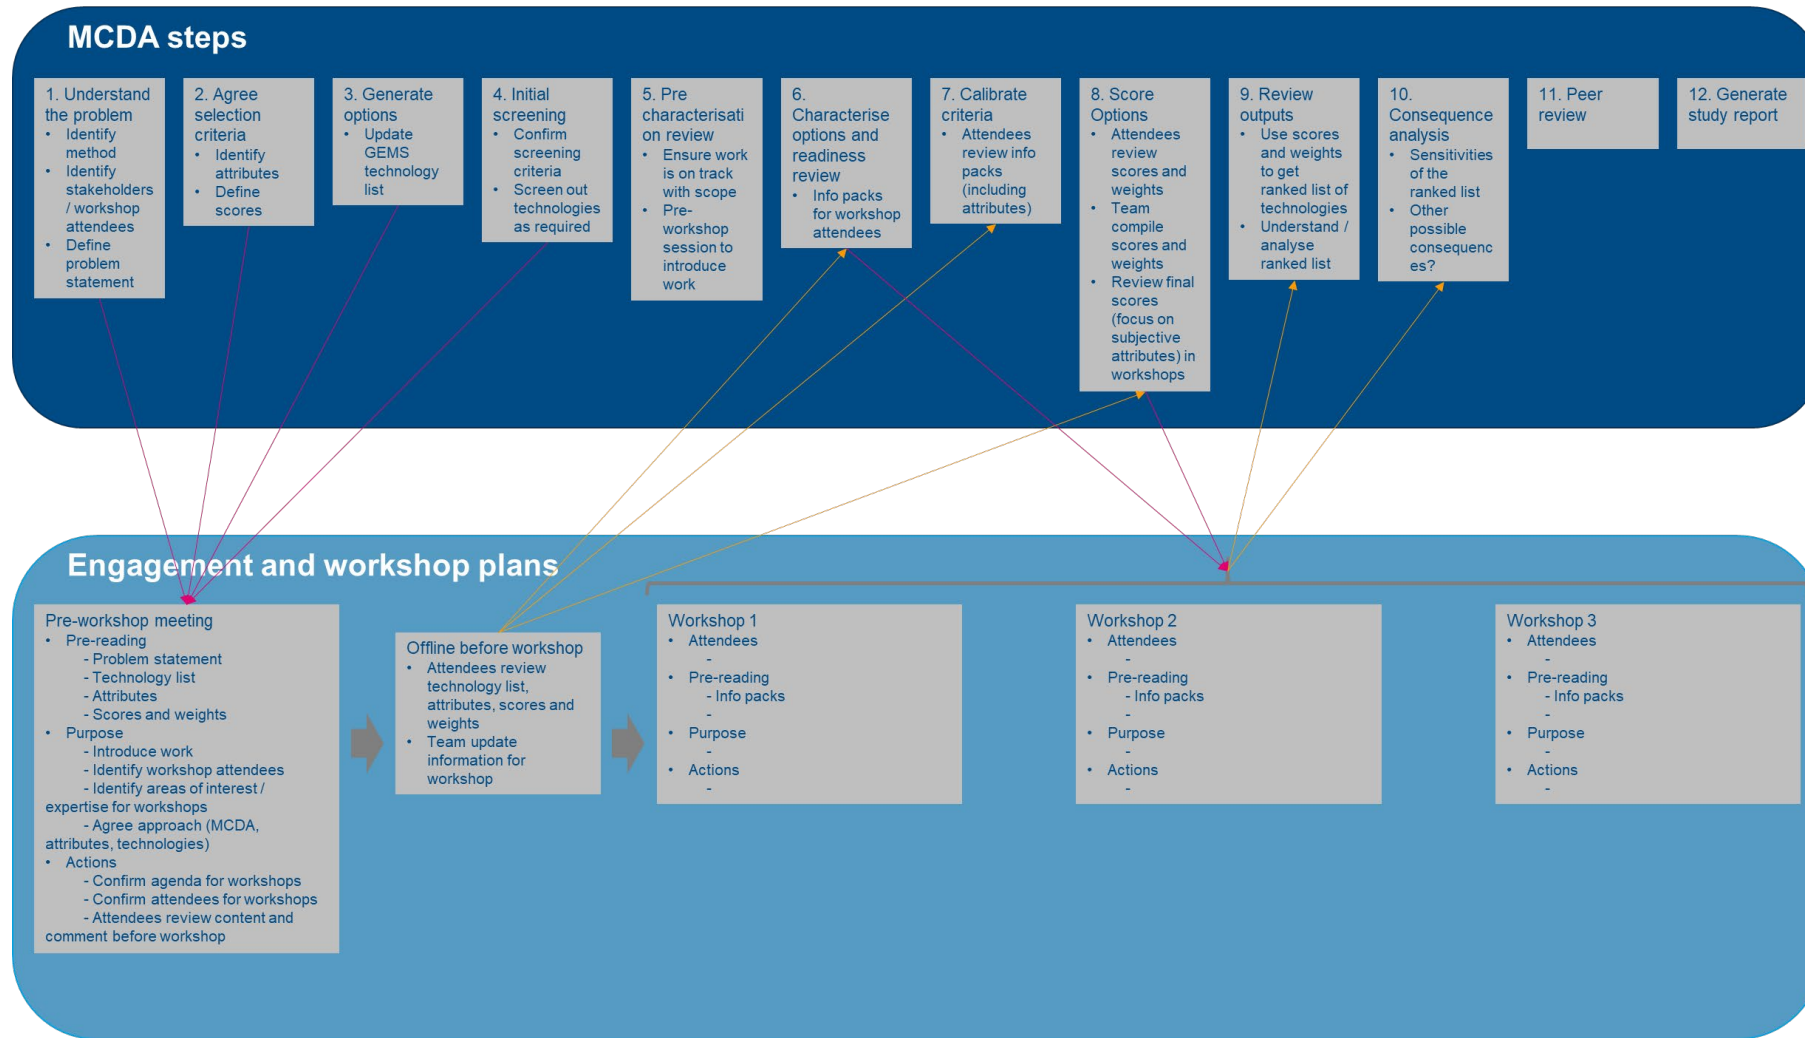 MCDA steps
1. Understand
the problem
• Identify
method
• Identify
stakeholders
/ workshop
attendees
• Define
problem
statement
2. Agree
selection
criteria
• Identify
attributes
• Define
scores
3. Generate
options
• Update
GEMS
technology
list
4. Initial
screening
• Confirm
screening
criteria
• Screen out
technologies
as required
5. Pre
characterisati
on review
• Ensure work
is on track
with scope
• Pre-
workshop
session to
introduce
work
6.
Characterise
options and
readiness
review
• Info packs
for workshop
attendees
7. Calibrate
criteria
• Attendees
review info
packs
(including
attributes)
8. Score
Options
• Attendees
review
scores and
weights
• Team
compile
scores and
weights
• Review final
scores
(focus on
subjective
attributes) in
workshops
9. Review
outputs
• Use scores
and weights
to get
ranked list of
technologies
• Understand /
analyse
ranked list
10.
Consequence
analysis
• Sensitivities
of the
ranked list
• Other
possible
consequenc
es?
11. Peer
review
12. Generate
study report
Engagement and workshop plans
Pre-workshop meeting
• Pre-reading
- Problem statement
- Technology list
- Attributes
- Scores and weights
• Purpose
- Introduce work
- Identify workshop attendees
- Identify areas of interest /
expertise for workshops
- Agree approach (MCDA,
attributes, technologies)
• Actions
- Confirm agenda for workshops
- Confirm attendees for workshops
- Attendees review content and
comment before workshop
Offline before workshop
• Attendees review
technology list,
attributes, scores and
weights
• Team update
information for
workshop
Workshop 1
• Attendees
-
• Pre-reading
- Info packs
-
• Purpose
-
• Actions
-
Workshop 2
• Attendees
-
• Pre-reading
- Info packs
-
• Purpose
-
• Actions
-
Workshop 3
• Attendees
-
• Pre-reading
- Info packs
-
• Purpose
-
• Actions
-